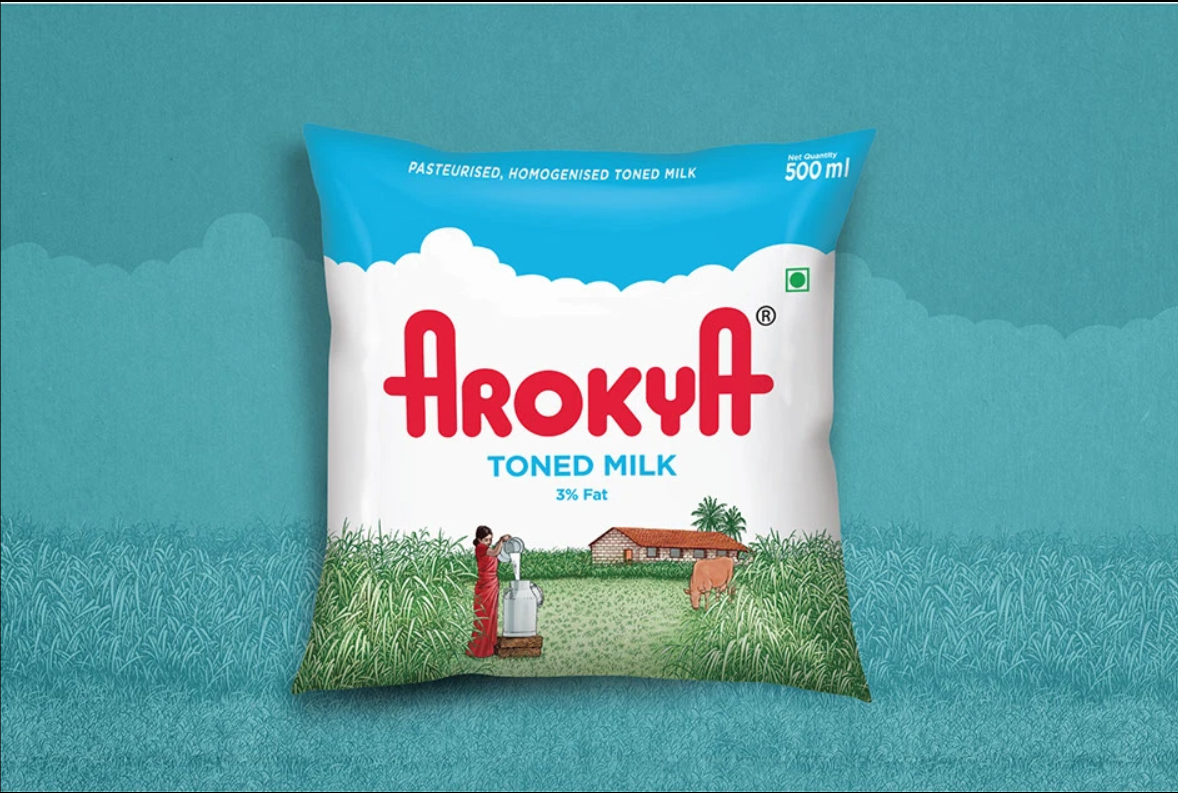 PASTEURISED, HOMOGENISED TONED MILK
Net Quantity
500 ml
AROKYA®
TONED MILK
3% Fat